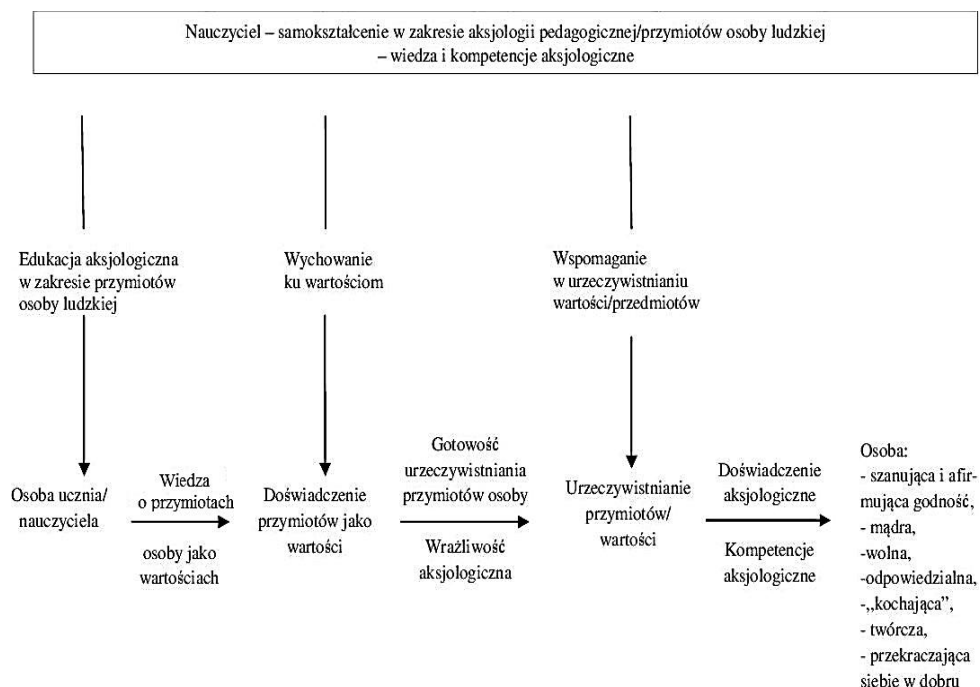 Nauczyciel – samokształcenie w zakresie aksjologii pedagogicznej/przymiotów osoby ludzkiej
– wiedza i kompetencje aksjologiczne
Edukacja aksjologiczna
w zakresie przymiotów
osoby ludzkiej
Wychowanie
ku wartościom
Wspomaganie
w urzeczywistnianiu
wartości/przedmiotów
Osoba ucznia/
nauczyciela
Wiedza
o przymiotach
osoby jako
wartościach
Doświadczenie
przymiotów jako
wartości
Gotowość
urzeczywistniania
przymiotów osoby
Wrażliwość
aksjologiczna
Urzeczywistnianie
przymiotów/
wartości
Doświadczenie
aksjologiczne
Kompetencje
aksjologiczne
Osoba:
- szanująca i afir-
mująca godność,
- mądra,
-wolna,
-odpowiedzialna,
-„kochająca”,
- twórcza,
- przekraczająca
siebie w dobru